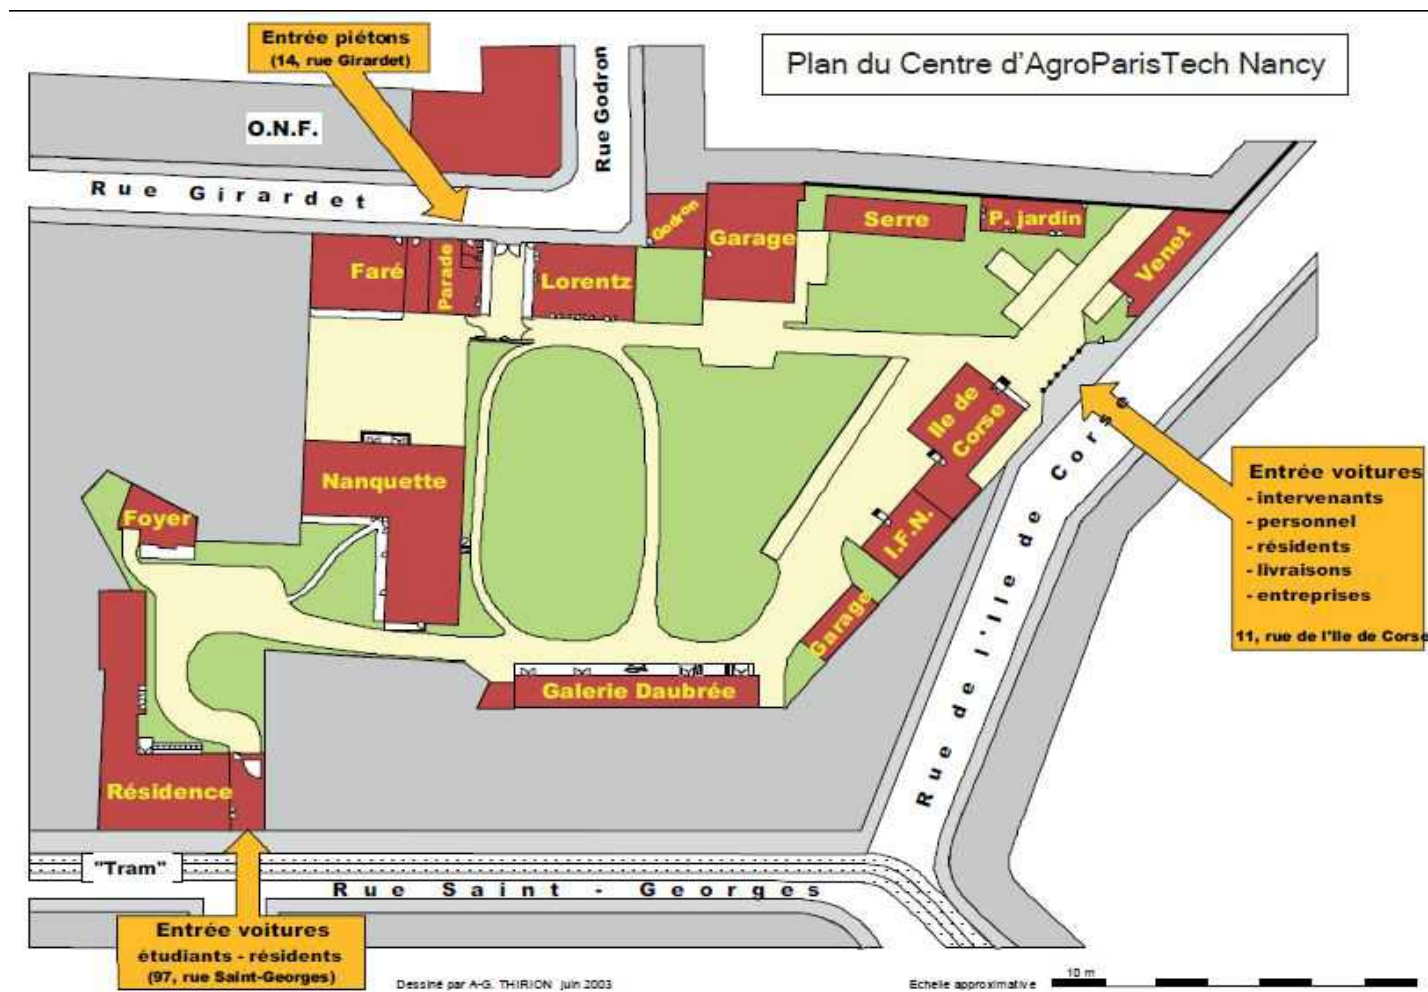 Entrée piétons
(14, rue Girardet)
Plan du Centre d'AgroParisTech Nancy
O.N.F.
Rue Godron
Rue Girardet
Godron
Garage
Serre
P. jardin
Venet
Faré
Parade
Lorentz
Ile de
Corse
Nanquette
Foyer
I.F.N.
Garage
Entrée voitures
- intervenants
- personnel
- résidents
- livraisons
- entreprises
11, rue de l'Ile de Corse
Rue de l'Ile de Corse
Galerie Daubrée
Résidence
"Tram"
Rue Saint - Georges
Entrée voitures
étudiants - résidents
(97, rue Saint-Georges)
Dessiné par A-G. THIRION juin 2003
Echelle approximative
10 m